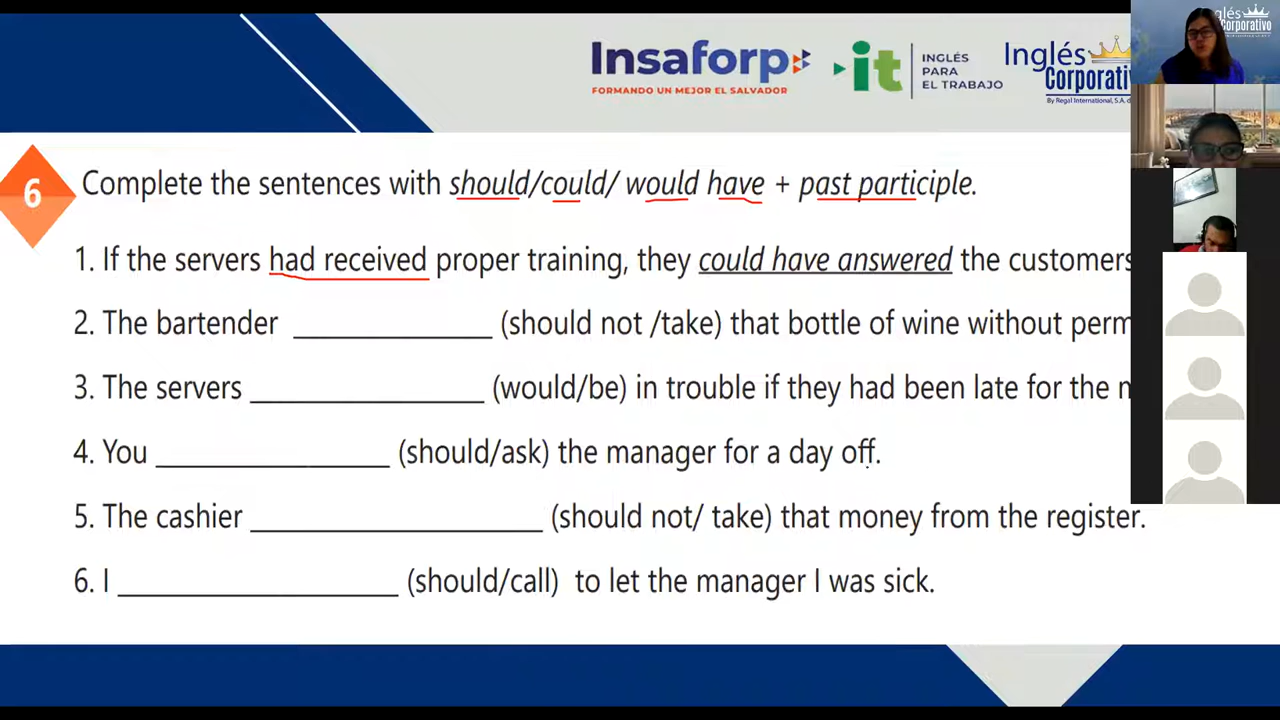 Insaforp
FORMANDO UN MEJOR EL SALVADOR
it
INGLÉS
PARA
EL TRABAJO
Inglés
Corporativ
By Regal International, S.A. d
glés
Corporativo
6
Complete the sentences with should/could/ would have + past participle.
1. If the servers had received proper training, they could have answered the customers
2. The bartender ____________ (should not /take) that bottle of wine without perm
3. The servers ______________ (would/be) in trouble if they had been late for the m
4. You ______________ (should/ask) the manager for a day off.
5. The cashier __________________ (should not/ take) that money from the register.
6. I _________________ (should/call) to let the manager I was sick.